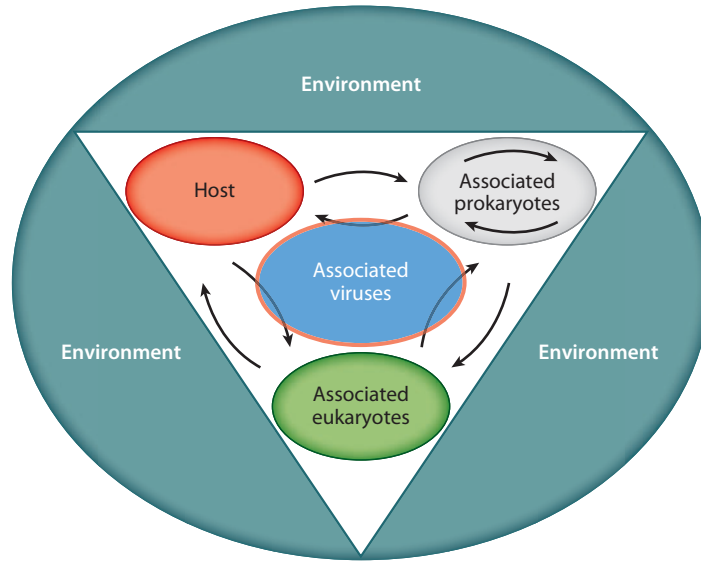 Environment
Host
Associated
prokaryotes
Associated
viruses
Environment
Environment
Associated
eukaryotes